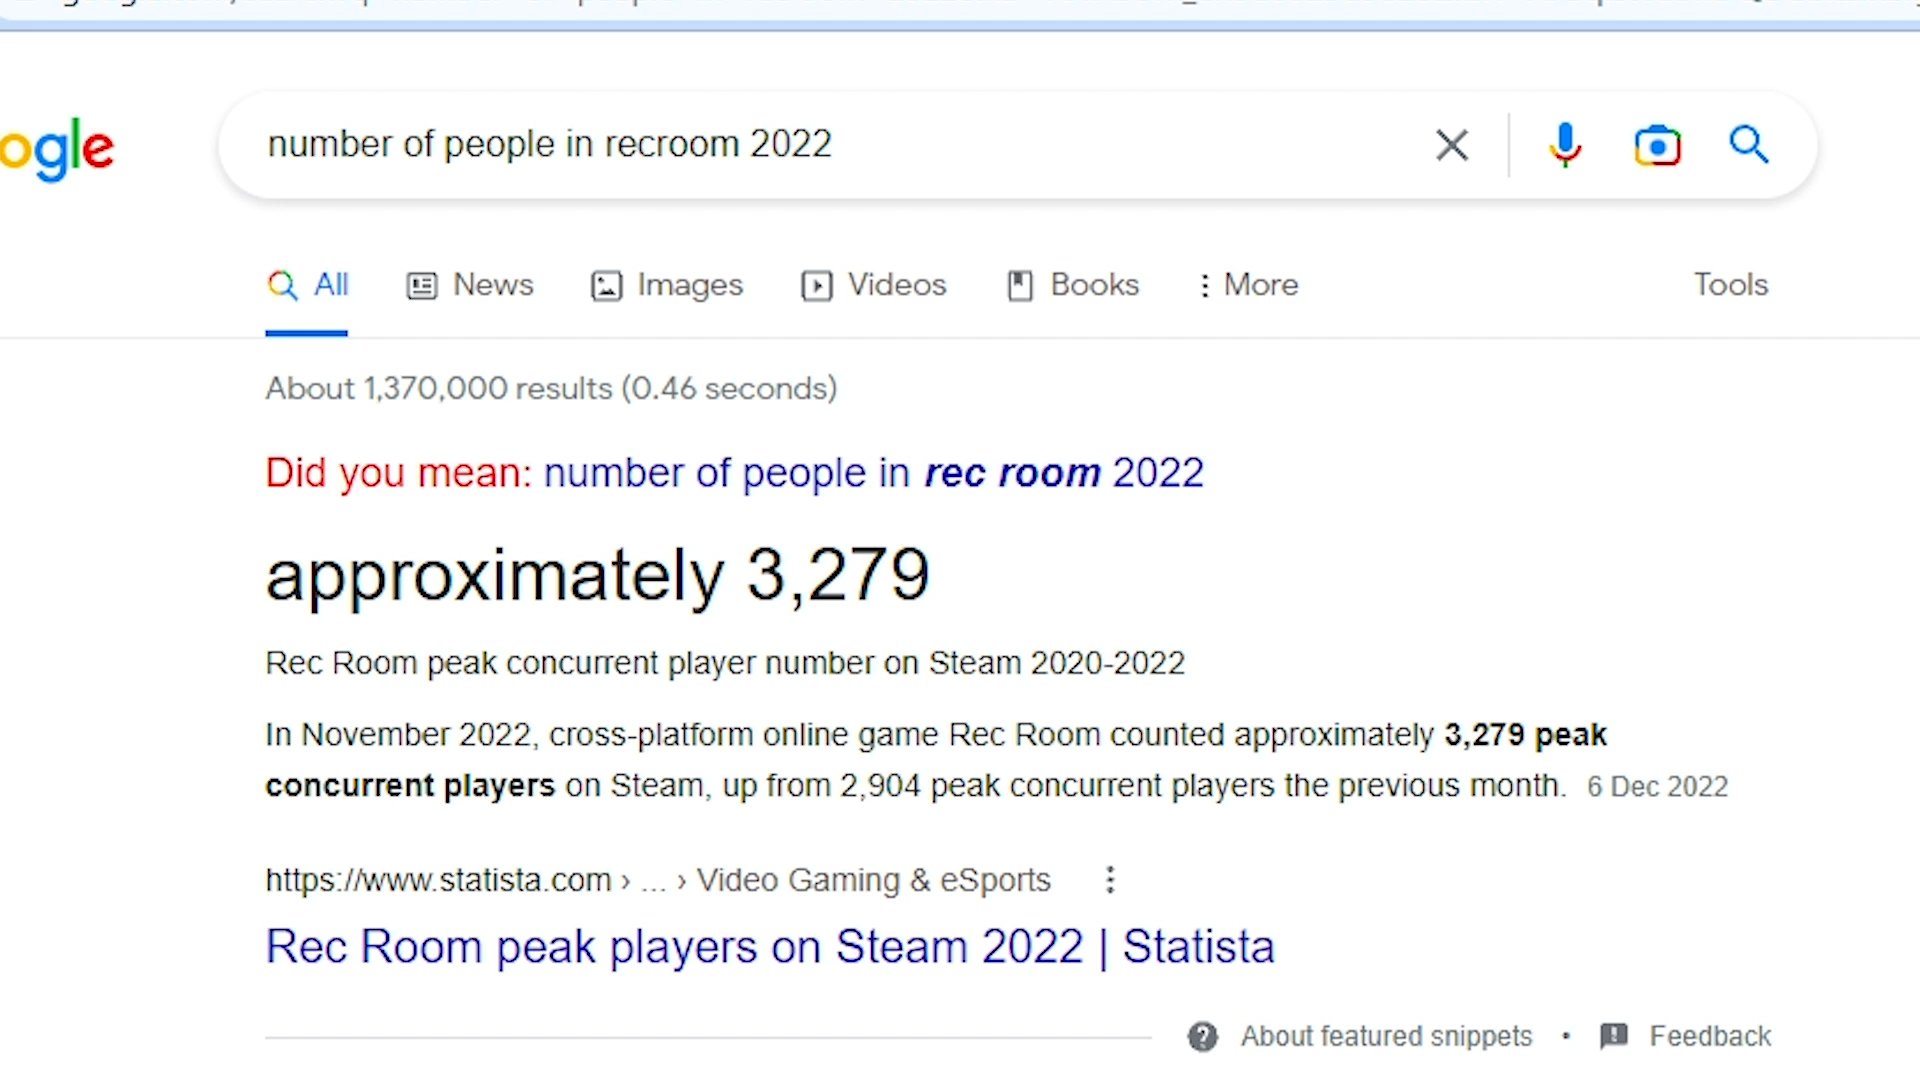 ogle
number of people in recroom 2022
All News Images Videos Books More Tools
About 1,370,000 results (0.46 seconds)
Did you mean: number of people in rec room 2022
approximately 3,279
Rec Room peak concurrent player number on Steam 2020-2022
In November 2022, cross-platform online game Rec Room counted approximately 3,279 peak
concurrent players on Steam, up from 2,904 peak concurrent players the previous month. 6 Dec 2022
https://www.statista.com › ... › Video Gaming & eSports
Rec Room peak players on Steam 2022 | Statista
About featured snippets • Feedback